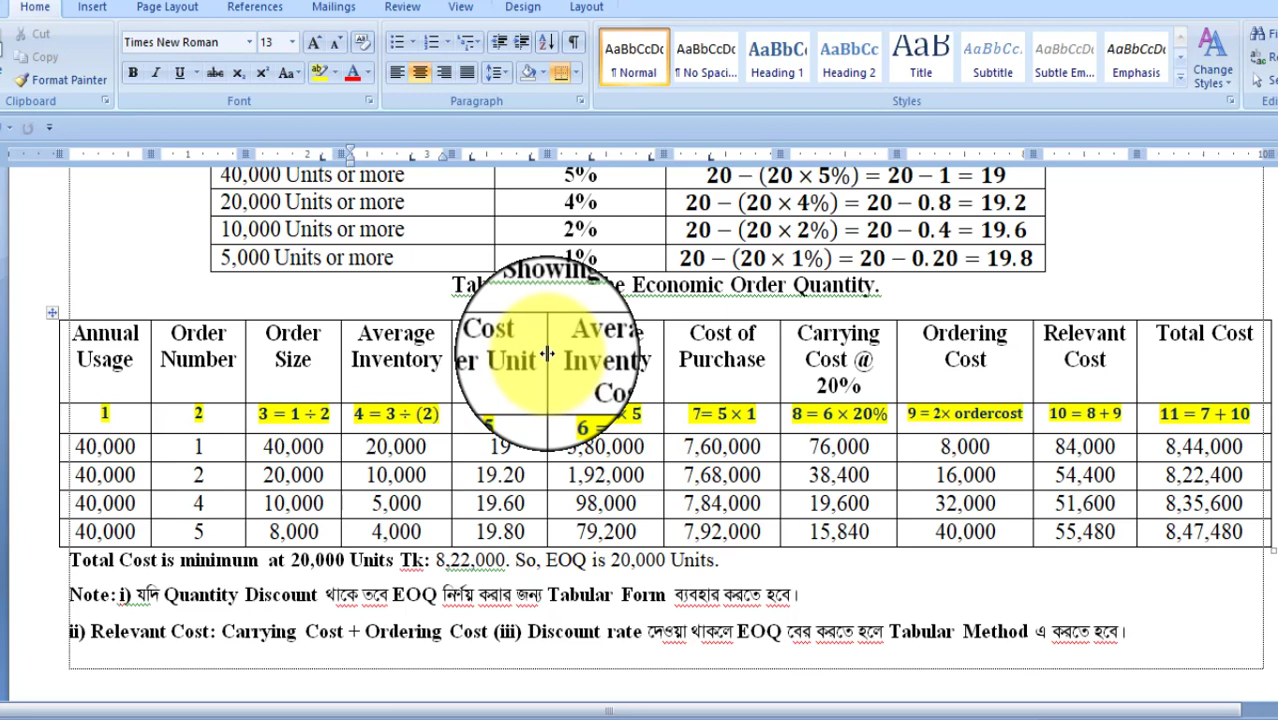 Home Insert Page Layout References Mailings Review View Design Layout
Cut
Copy
Format Painter
Clipboard
Times New Roman 13
Font
Paragraph
AaBbCcDc AaBbCcDc AaBbCc AaBbCc AaB AaBbCc. AaBbCcDc AaBbCcDc
¶ Normal ¶ No Spaci... Heading 1 Heading 2 Title Subtitle Subtle Em... Emphasis
Change Styles
Styles
40,000 Units or more 5% 20 − (20 × 5%) = 20 − 1 = 19
20,000 Units or more 4% 20 − (20 × 4%) = 20 − 0.8 = 19.2
10,000 Units or more 2% 20 − (20 × 2%) = 20 − 0.4 = 19.6
5,000 Units or more 1% 20 − (20 × 1%) = 20 − 0.20 = 19.8
Showing Economic Order Quantity.
Annual Order Order Average Cost Cost of Carrying Ordering Relevant Total Cost
Usage Number Size Inventory Unit Purchase Cost @ Cost Cost
20%
1 2 3 = 1 ÷ 2 4 = 3 ÷ (2) 7= 5 × 1 8 = 6 × 20% 9 = 2× ordercost 10 = 8 + 9 11 = 7 + 10
40,000 1 40,000 20,000 19 3,80,000 7,60,000 76,000 8,000 84,000 8,44,000
40,000 2 20,000 10,000 19.20 1,92,000 7,68,000 38,400 16,000 54,400 8,22,400
40,000 4 10,000 5,000 19.60 98,000 7,84,000 19,600 32,000 51,600 8,35,600
40,000 5 8,000 4,000 19.80 79,200 7,92,000 15,840 40,000 55,480 8,47,480
Total Cost is minimum at 20,000 Units Tk: 8,22,000. So, EOQ is 20,000 Units.
Note: i) যদি Quantity Discount থাকে তবে EOQ নির্ণয় করার জন্য Tabular Form ব্যবহার করতে হবে।
ii) Relevant Cost: Carrying Cost + Ordering Cost (iii) Discount rate দেওয়া থাকলে EOQ বের করতে হলে Tabular Method এ করতে হবে।